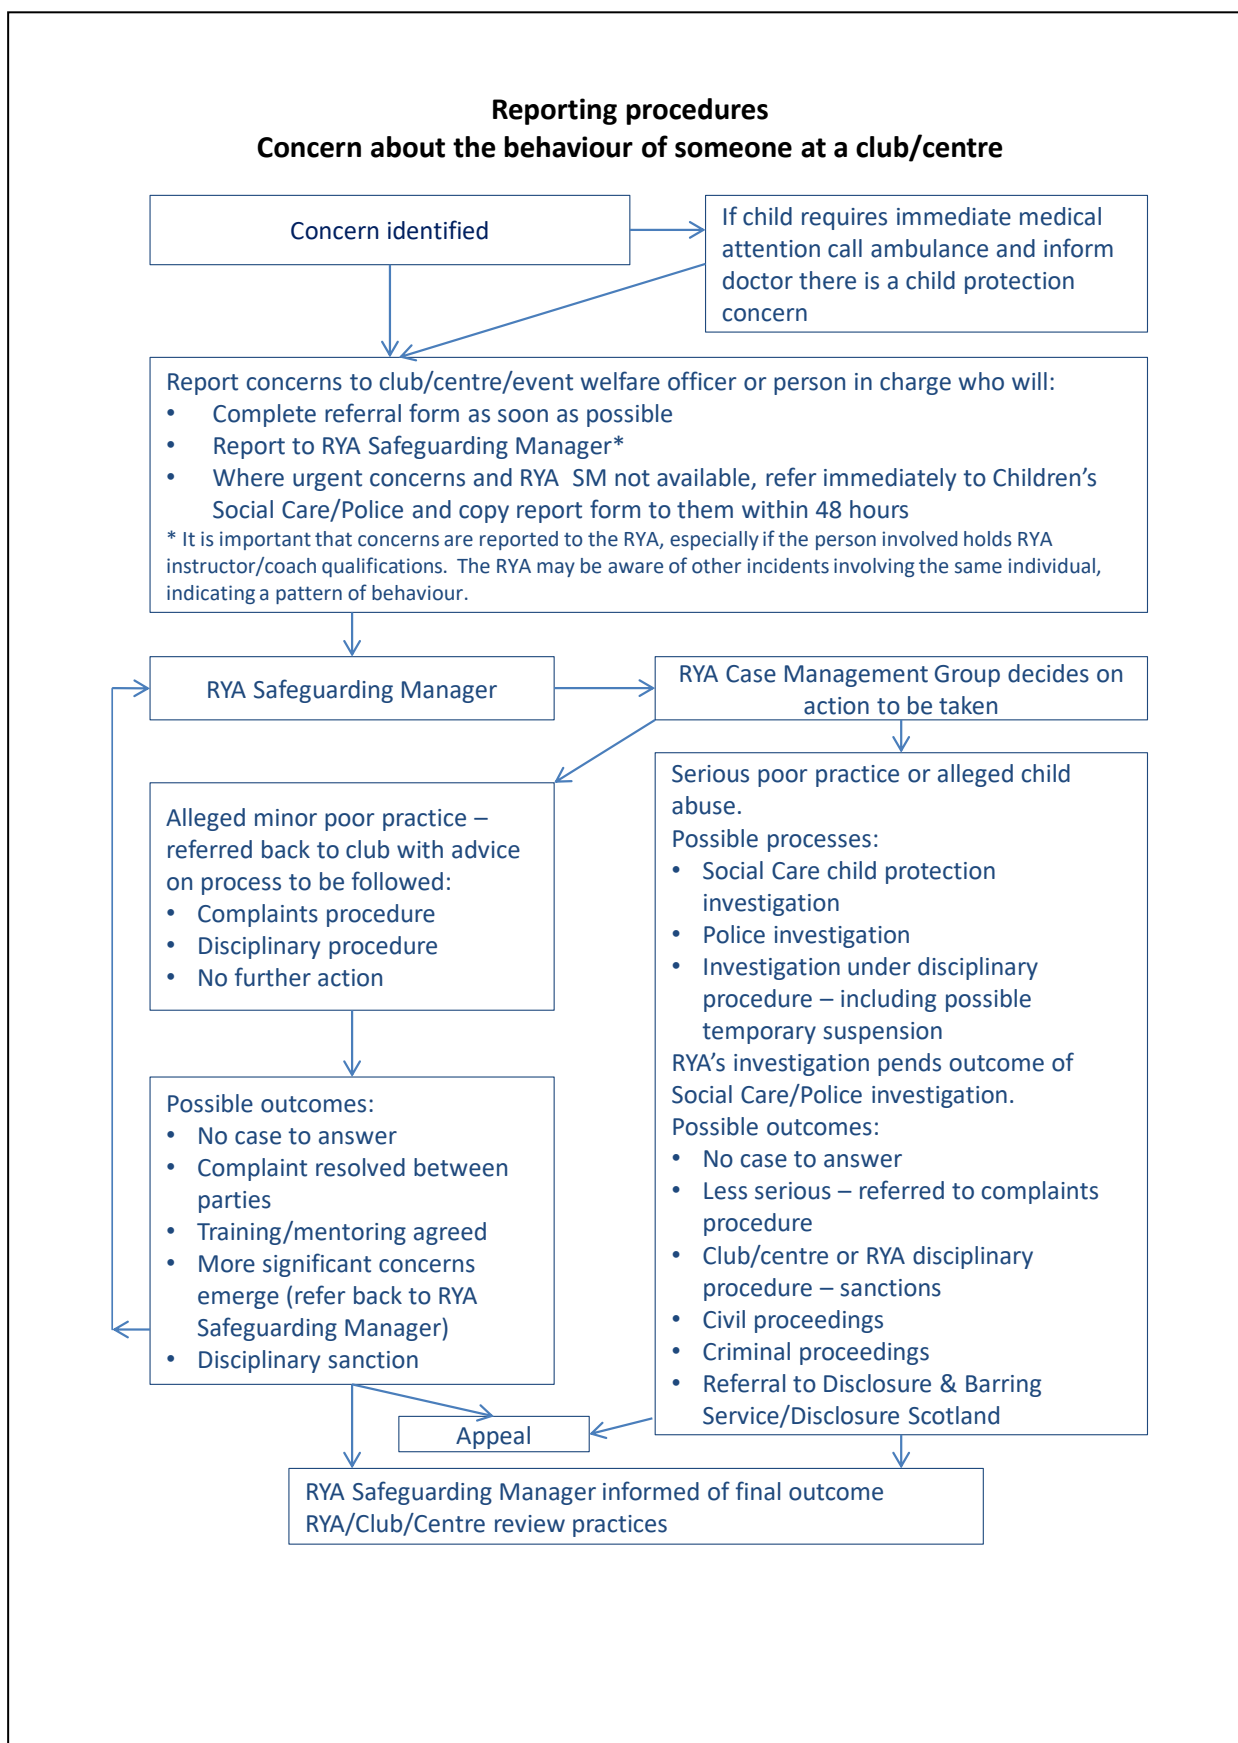 Reporting procedures
Concern about the behaviour of someone at a club/centre
Concern identified
If child requires immediate medical
attention call ambulance and inform
doctor there is a child protection
concern
Report concerns to club/centre/event welfare officer or person in charge who will:
• Complete referral form as soon as possible
• Report to RYA Safeguarding Manager*
• Where urgent concerns and RYA  SM not available, refer immediately to Children’s
Social Care/Police and copy report form to them within 48 hours
* It is important that concerns are reported to the RYA, especially if the person involved holds RYA
instructor/coach qualifications.  The RYA may be aware of other incidents involving the same individual,
indicating a pattern of behaviour.
RYA Safeguarding Manager
RYA Case Management Group decides on
action to be taken
Alleged minor poor practice –
referred back to club with advice
on process to be followed:
• Complaints procedure
• Disciplinary procedure
• No further action
Serious poor practice or alleged child
abuse.
Possible processes:
• Social Care child protection
investigation
• Police investigation
• Investigation under disciplinary
procedure – including possible
temporary suspension
RYA’s investigation pends outcome of
Social Care/Police investigation.
Possible outcomes:
• No case to answer
• Less serious – referred to complaints
procedure
• Club/centre or RYA disciplinary
procedure – sanctions
• Civil proceedings
• Criminal proceedings
• Referral to Disclosure & Barring
Service/Disclosure Scotland
Possible outcomes:
• No case to answer
• Complaint resolved between
parties
• Training/mentoring agreed
• More significant concerns
emerge (refer back to RYA
Safeguarding Manager)
• Disciplinary sanction
Appeal
RYA Safeguarding Manager informed of final outcome
RYA/Club/Centre review practices